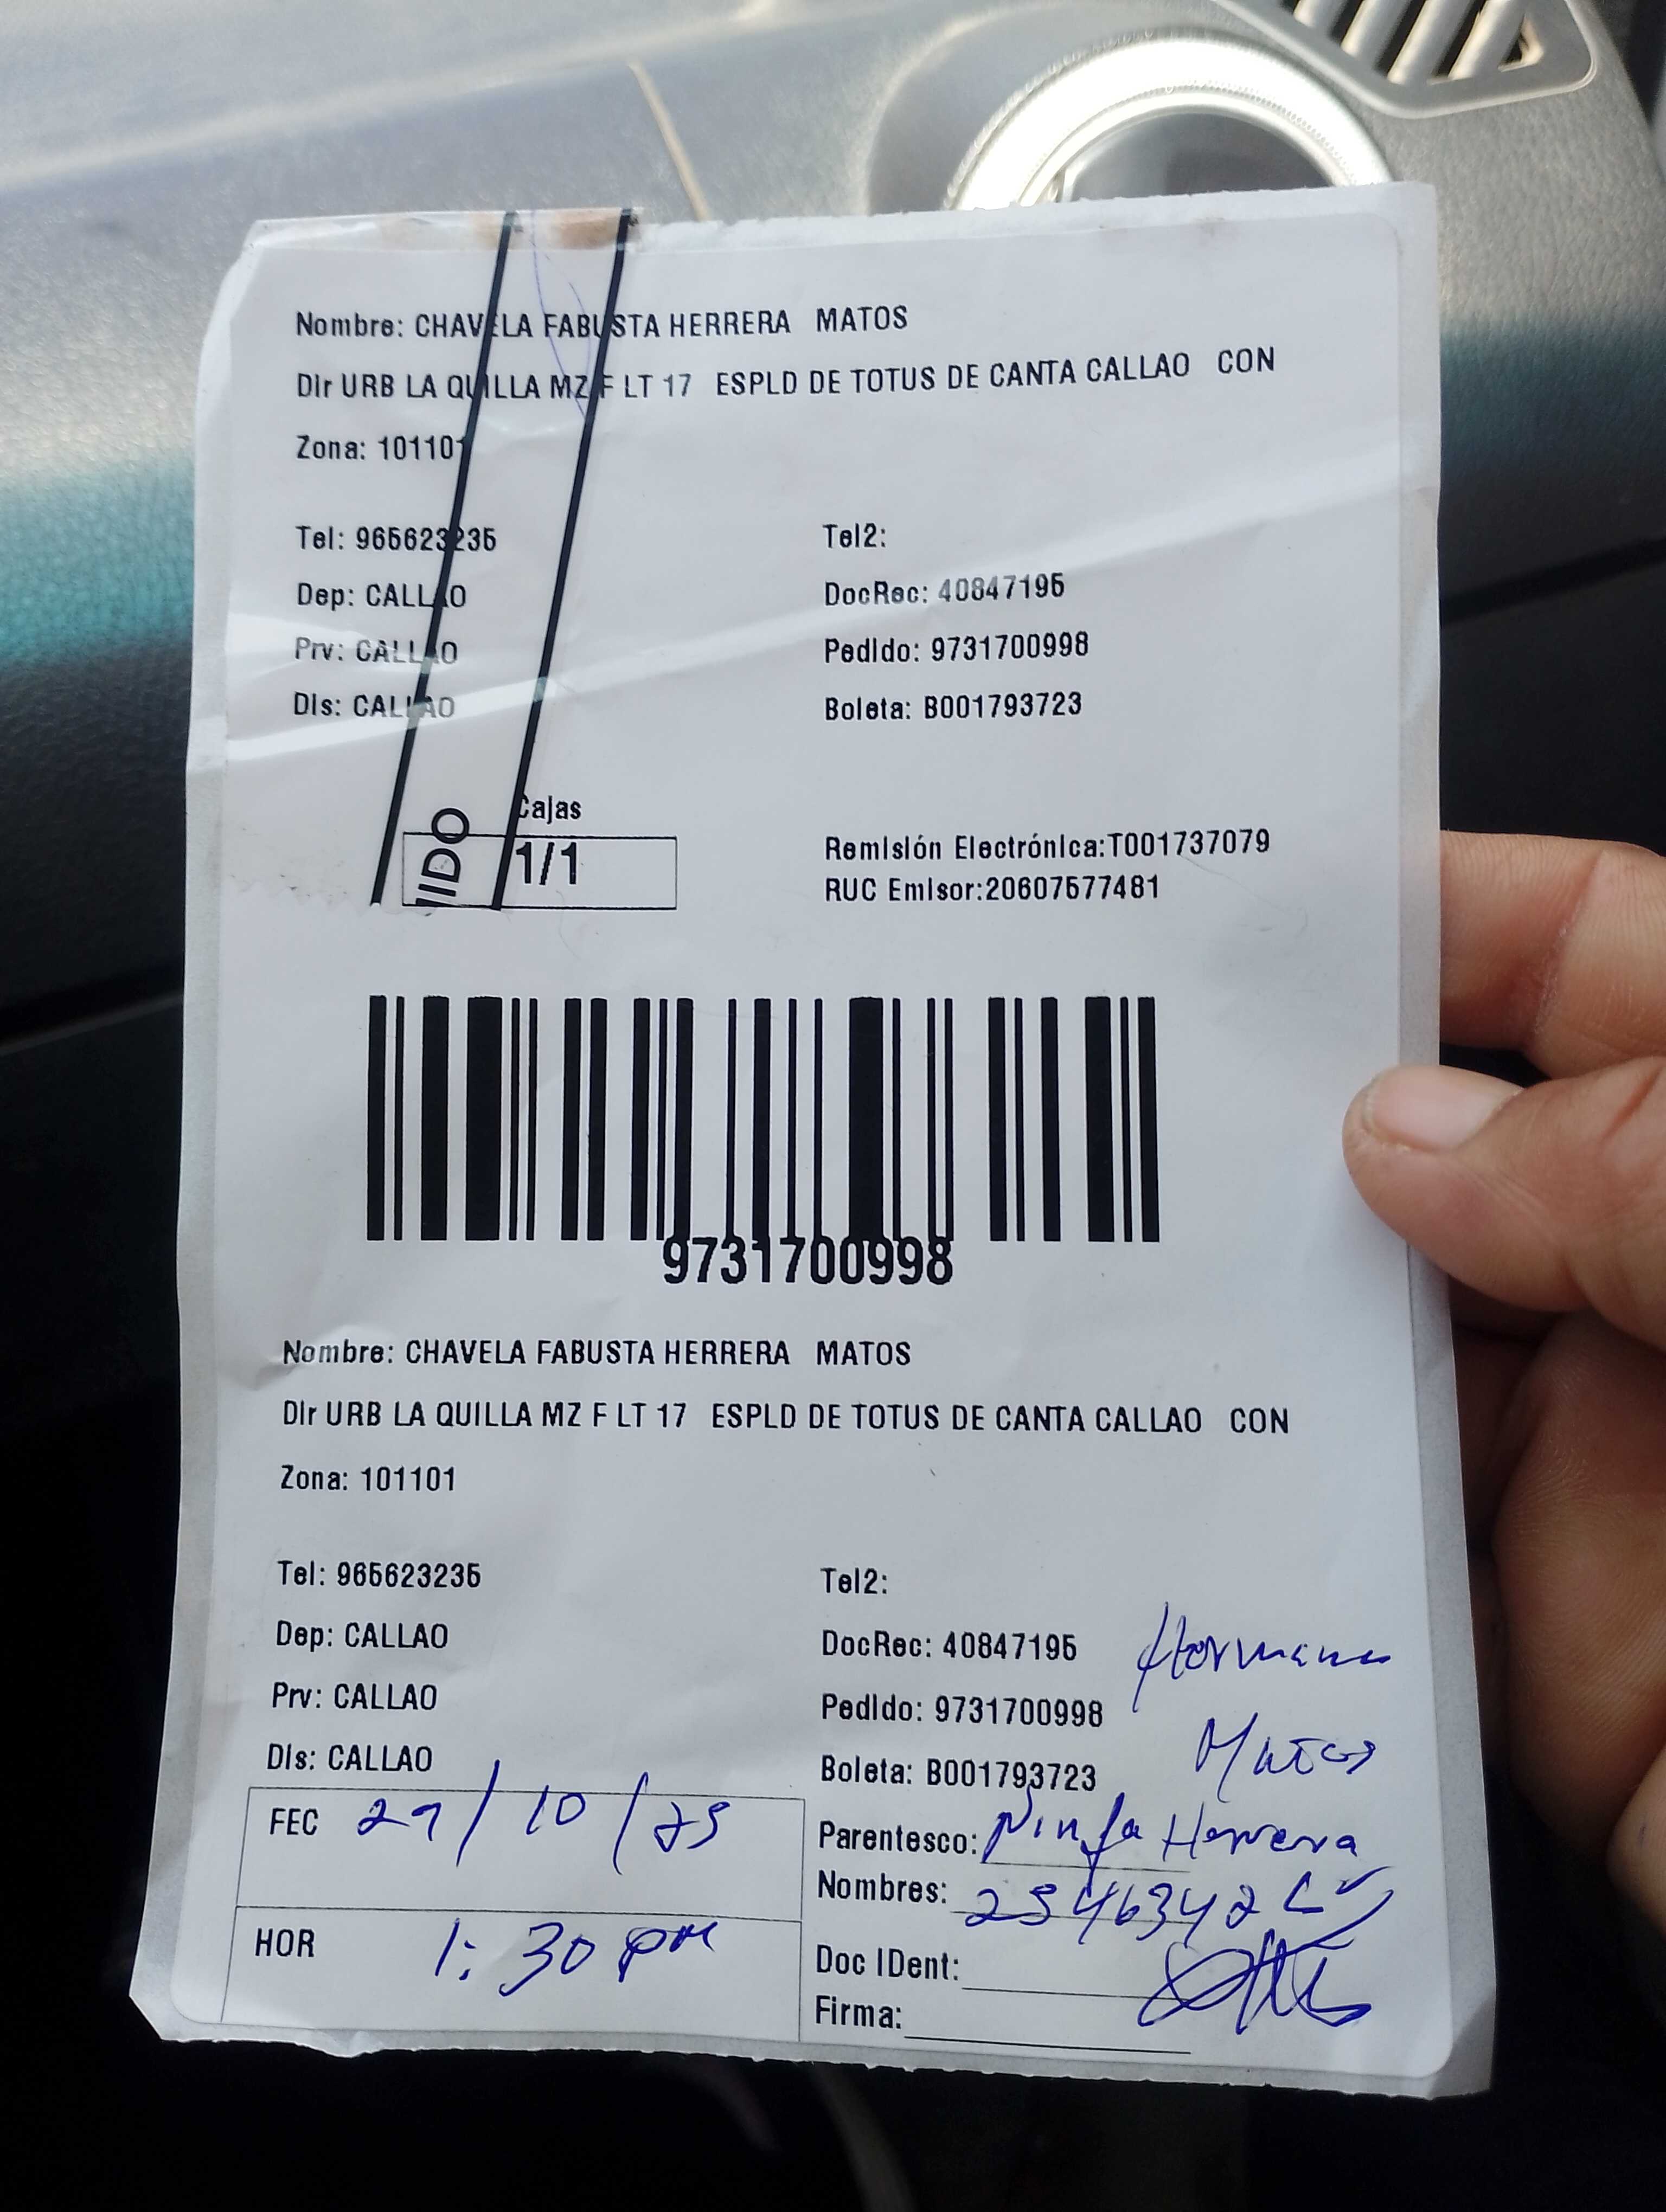 Nombre: CHAVELA FABUSTA HERRERA MATOS
Dir URB LA QUILLA MZ F LT 17 ESPLD DE TOTUS DE CANTA CALLAO CON
Zona: 101101
Tel: 965623235 Tel2:
Dep: CALLAO DocRec: 40847195
Prv: CALLAO Pedido: 9731700998
Dis: CALLAO Boleta: B001793723
Cajas
IIDO 1/1
Remisión Electrónica:T001737079
RUC Emisor:20607577481
9731700998
Nombre: CHAVELA FABUSTA HERRERA MATOS
Dir URB LA QUILLA MZ F LT 17 ESPLD DE TOTUS DE CANTA CALLAO CON
Zona: 101101
Tel: 965623235 Tel2:
Dep: CALLAO DocRec: 40847195
Prv: CALLAO Pedido: 9731700998
Dis: CALLAO Boleta: B001793723
Matos
FEC 29/10/25
Parentesco: Ninfa Herrera
Nombres: 25463426
HOR 1:30 pm
Doc IDent:
Firma: